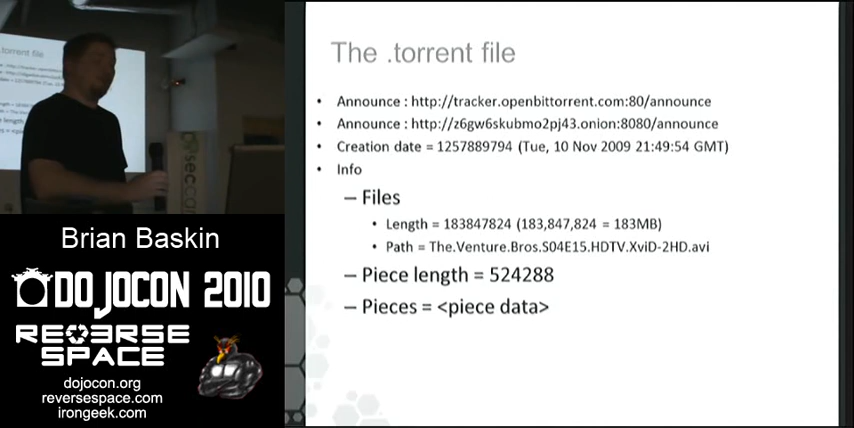 The .torrent file
• Announce : http://tracker.openbittorrent.com:80/announce
• Announce : http://z6gw6skubmo2pj43.onion:8080/announce
• Creation date = 1257889794 (Tue, 10 Nov 2009 21:49:54 GMT)
• Info
– Files
• Length = 183847824 (183,847,824 = 183MB)
• Path = The.Venture.Bros.S04E15.HDTV.XviD-2HD.avi
– Piece length = 524288
– Pieces = <piece data>
.torrent file
Brian Baskin
DOJOCON 2010
REVERSE
SPACE
dojocon.org
reversespace.com
irongeek.com